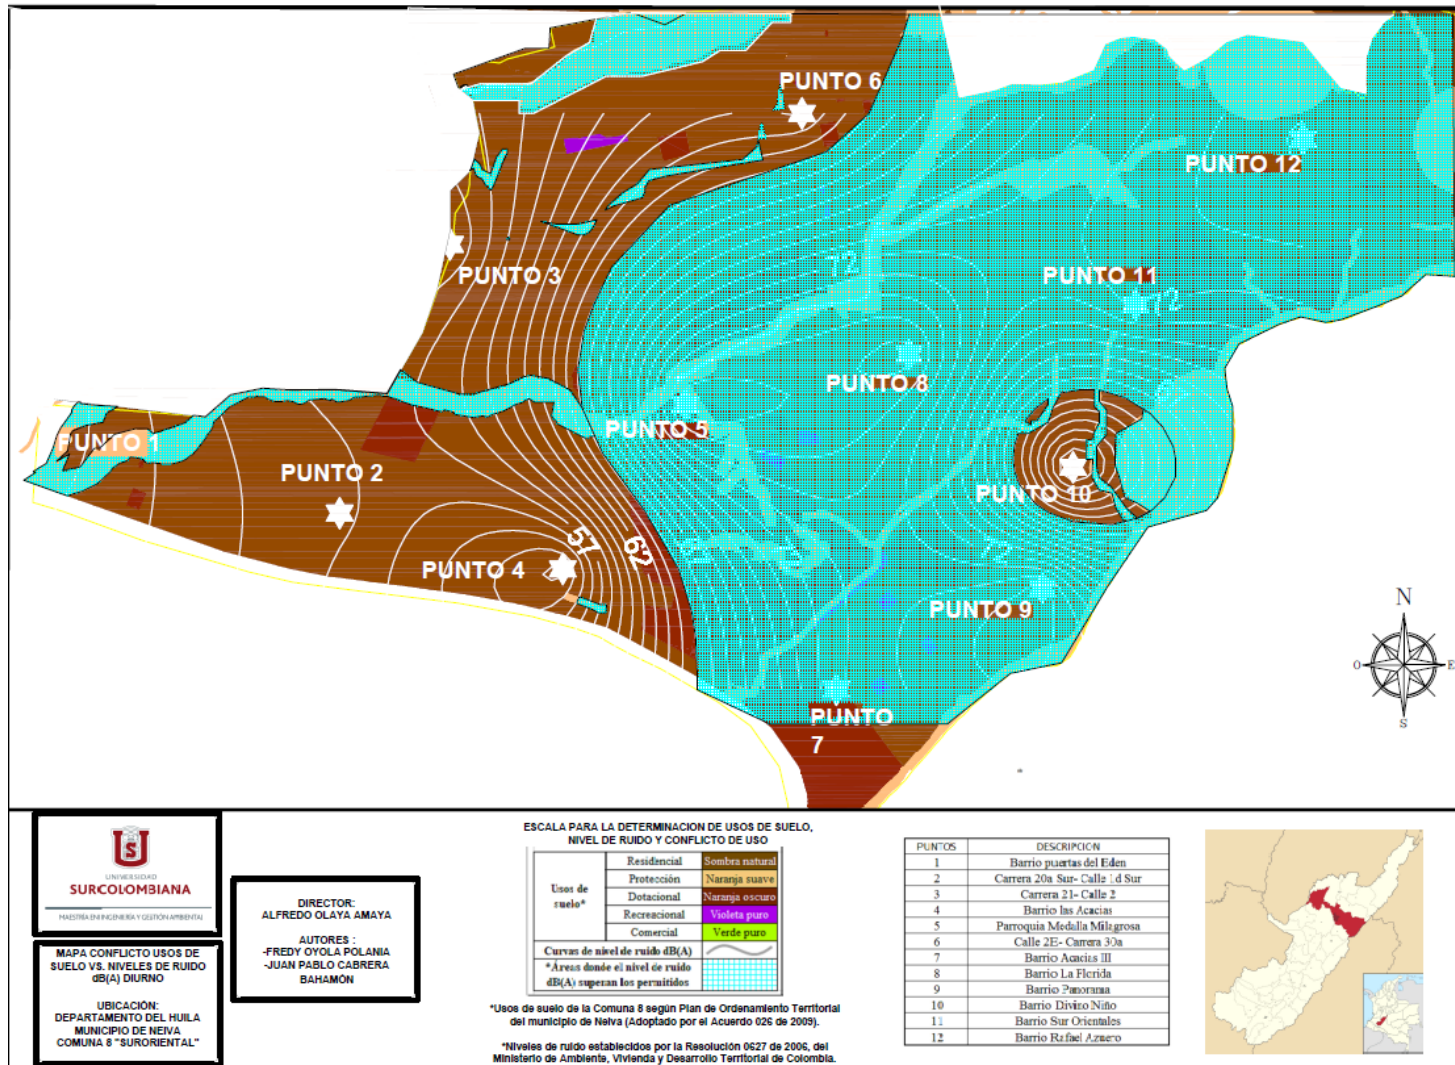 PUNTO 6
PUNTO 12
PUNTO 3
72
PUNTO 11
72
PUNTO 8
PUNTO 5
PUNTO 1
PUNTO 2
PUNTO 10
57
62
72
PUNTO 4
PUNTO 9
PUNTO
7
N
O
E
S
UNIVERSIDAD
SURCOLOMBIANA
MAESTRÍA EN INGENIERÍA Y GESTIÓN AMBIENTAL
MAPA CONFLICTO USOS DE
SUELO VS. NIVELES DE RUIDO
dB(A) DIURNO
UBICACIÓN:
DEPARTAMENTO DEL HUILA
MUNICIPIO DE NEIVA
COMUNA 8 "SURORIENTAL"
DIRECTOR:
ALFREDO OLAYA AMAYA
AUTORES :
-FREDY OYOLA POLANIA
-JUAN PABLO CABRERA
BAHAMÓN
ESCALA PARA LA DETERMINACION DE USOS DE SUELO,
NIVEL DE RUIDO Y CONFLICTO DE USO
Usos de suelo*
Residencial Sombra natural
Protección Naranja suave
Dotacional Naranja oscuro
Recreacional Violeta puro
Comercial Verde puro
Curvas de nivel de ruido dB(A)
*Áreas donde el nivel de ruido
dB(A) superan los permitidos
*Usos de suelo de la Comuna 8 según Plan de Ordenamiento Territorial
del municipio de Neiva (Adoptado por el Acuerdo 026 de 2009).
*Niveles de ruido establecidos por la Resolución 0627 de 2006, del
Ministerio de Ambiente, Vivienda y Desarrollo Territorial de Colombia.
PUNTOS DESCRIPCION
1 Barrio puertas del Eden
2 Carrera 20a Sur- Calle 1d Sur
3 Carrera 21- Calle 2
4 Barrio las Acacias
5 Parroquia Medalla Milagrosa
6 Calle 2E- Carrera 30a
7 Barrio Acacias III
8 Barrio La Florida
9 Barrio Panorama
10 Barrio Divino Niño
11 Barrio Sur Orientales
12 Barrio Rafael